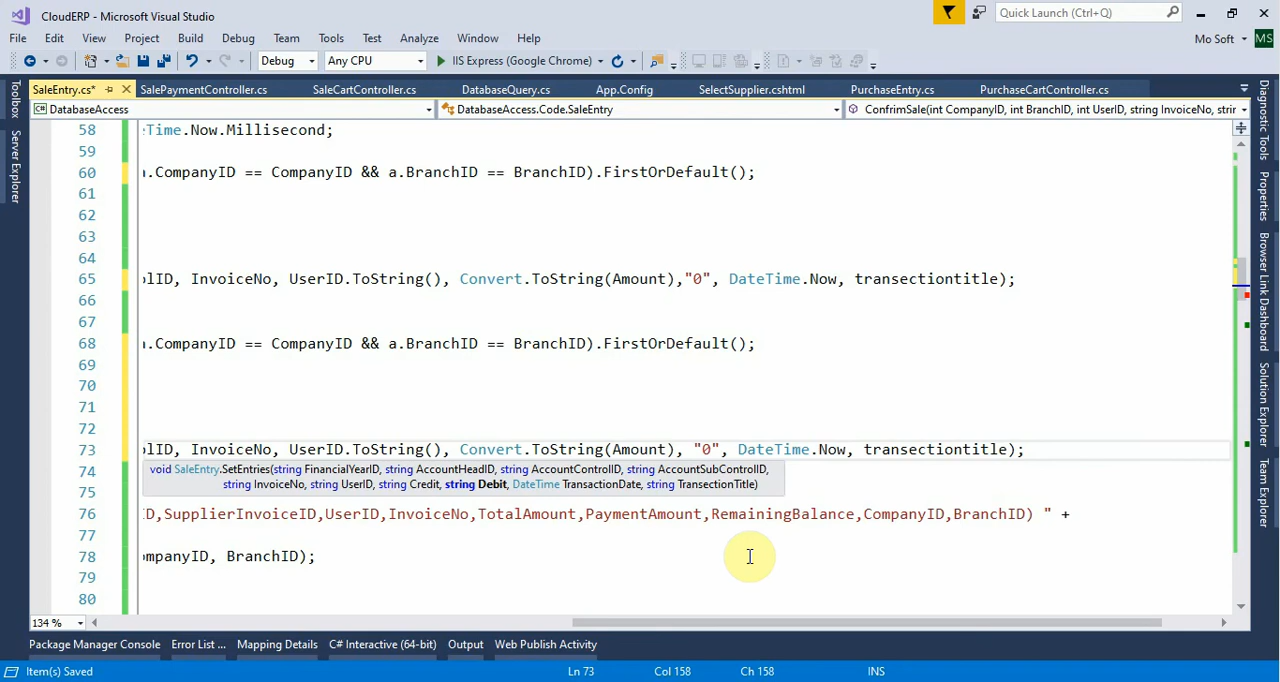 CloudERP - Microsoft Visual Studio
Quick Launch (Ctrl+Q)
File Edit View Project Build Debug Team Tools Test Analyze Window Help
Mo Soft MS
Debug Any CPU IIS Express (Google Chrome)
SaleEntry.cs* SalePaymentController.cs SaleCartController.cs DatabaseQuery.cs App.Config SelectSupplier.cshtml PurchaseEntry.cs PurchaseCartController.cs
DatabaseAccess DatabaseAccess.Code.SaleEntry ConfrimSale(int CompanyID, int BranchID, int UserID, string InvoiceNo, strin
Toolbox
Server Explorer
58 eTime.Now.Millisecond;
59
60 a.CompanyID == CompanyID && a.BranchID == BranchID).FirstOrDefault();
61
62
63
64
65 olID, InvoiceNo, UserID.ToString(), Convert.ToString(Amount),"0", DateTime.Now, transectiontitle);
66
67
68 a.CompanyID == CompanyID && a.BranchID == BranchID).FirstOrDefault();
69
70
71
72
73 olID, InvoiceNo, UserID.ToString(), Convert.ToString(Amount), "0", DateTime.Now, transectiontitle);
void SaleEntry.SetEntries(string FinancialYearID, string AccountHeadID, string AccountControlID, string AccountSubControlID,
74
string InvoiceNo, string UserID, string Credit, string Debit, DateTime TransactionDate, string TransectionTitle)
75
76 ID,SupplierInvoiceID,UserID,InvoiceNo,TotalAmount,PaymentAmount,RemainingBalance,CompanyID,BranchID) " +
77
78 ompanyID, BranchID);
79
80
Diagnostic Tools
Properties
Browser Link Dashboard
Solution Explorer
Team Explorer
134 %
Package Manager Console Error List ... Mapping Details C# Interactive (64-bit) Output Web Publish Activity
Item(s) Saved Ln 73 Col 158 Ch 158 INS